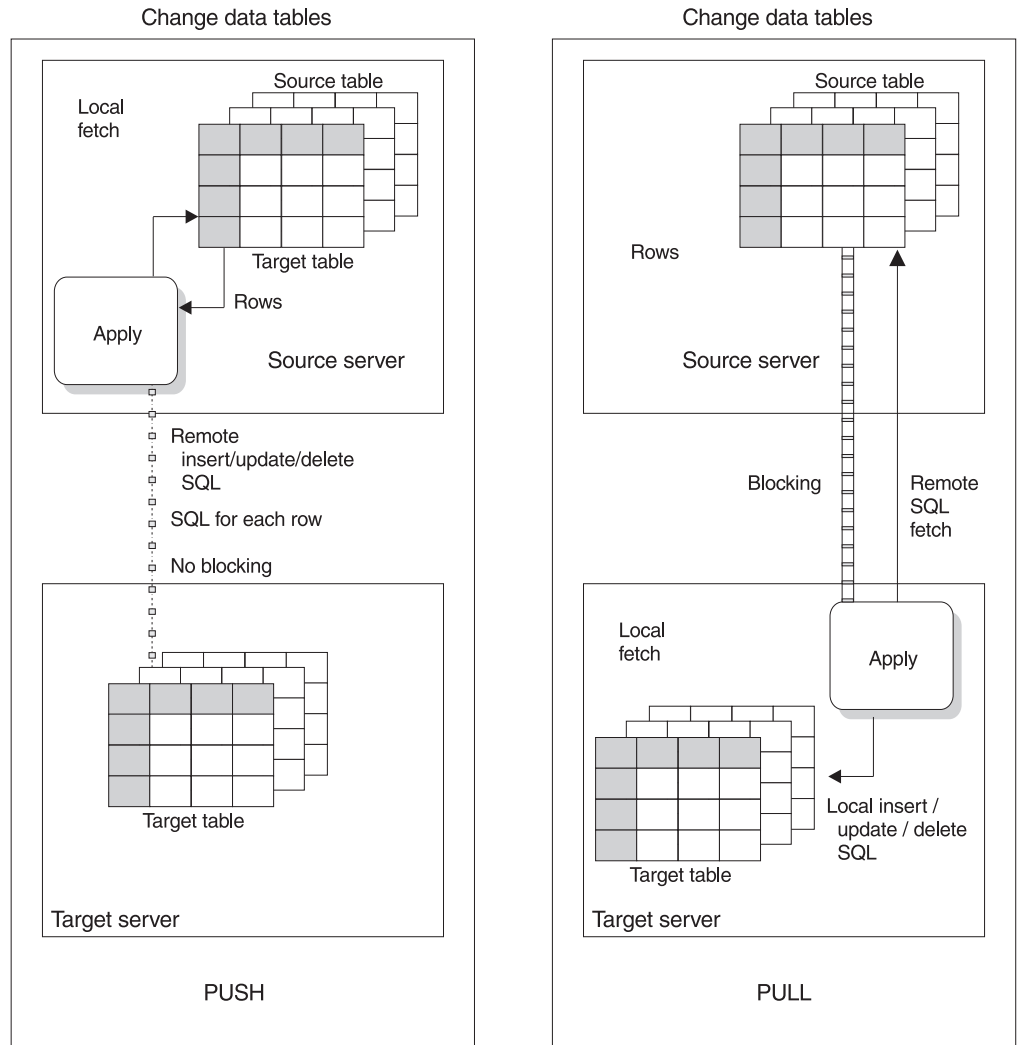 Change data tables
Source table
Local
fetch
Target table
Rows
Apply
Source server
Remote
insert/update/delete
SQL
SQL for each row
No blocking
Target table
Target server
PUSH
Change data tables
Source table
Rows
Source server
Blocking
Remote
SQL
fetch
Local
fetch
Apply
Local insert /
update / delete
SQL
Target table
Target server
PULL